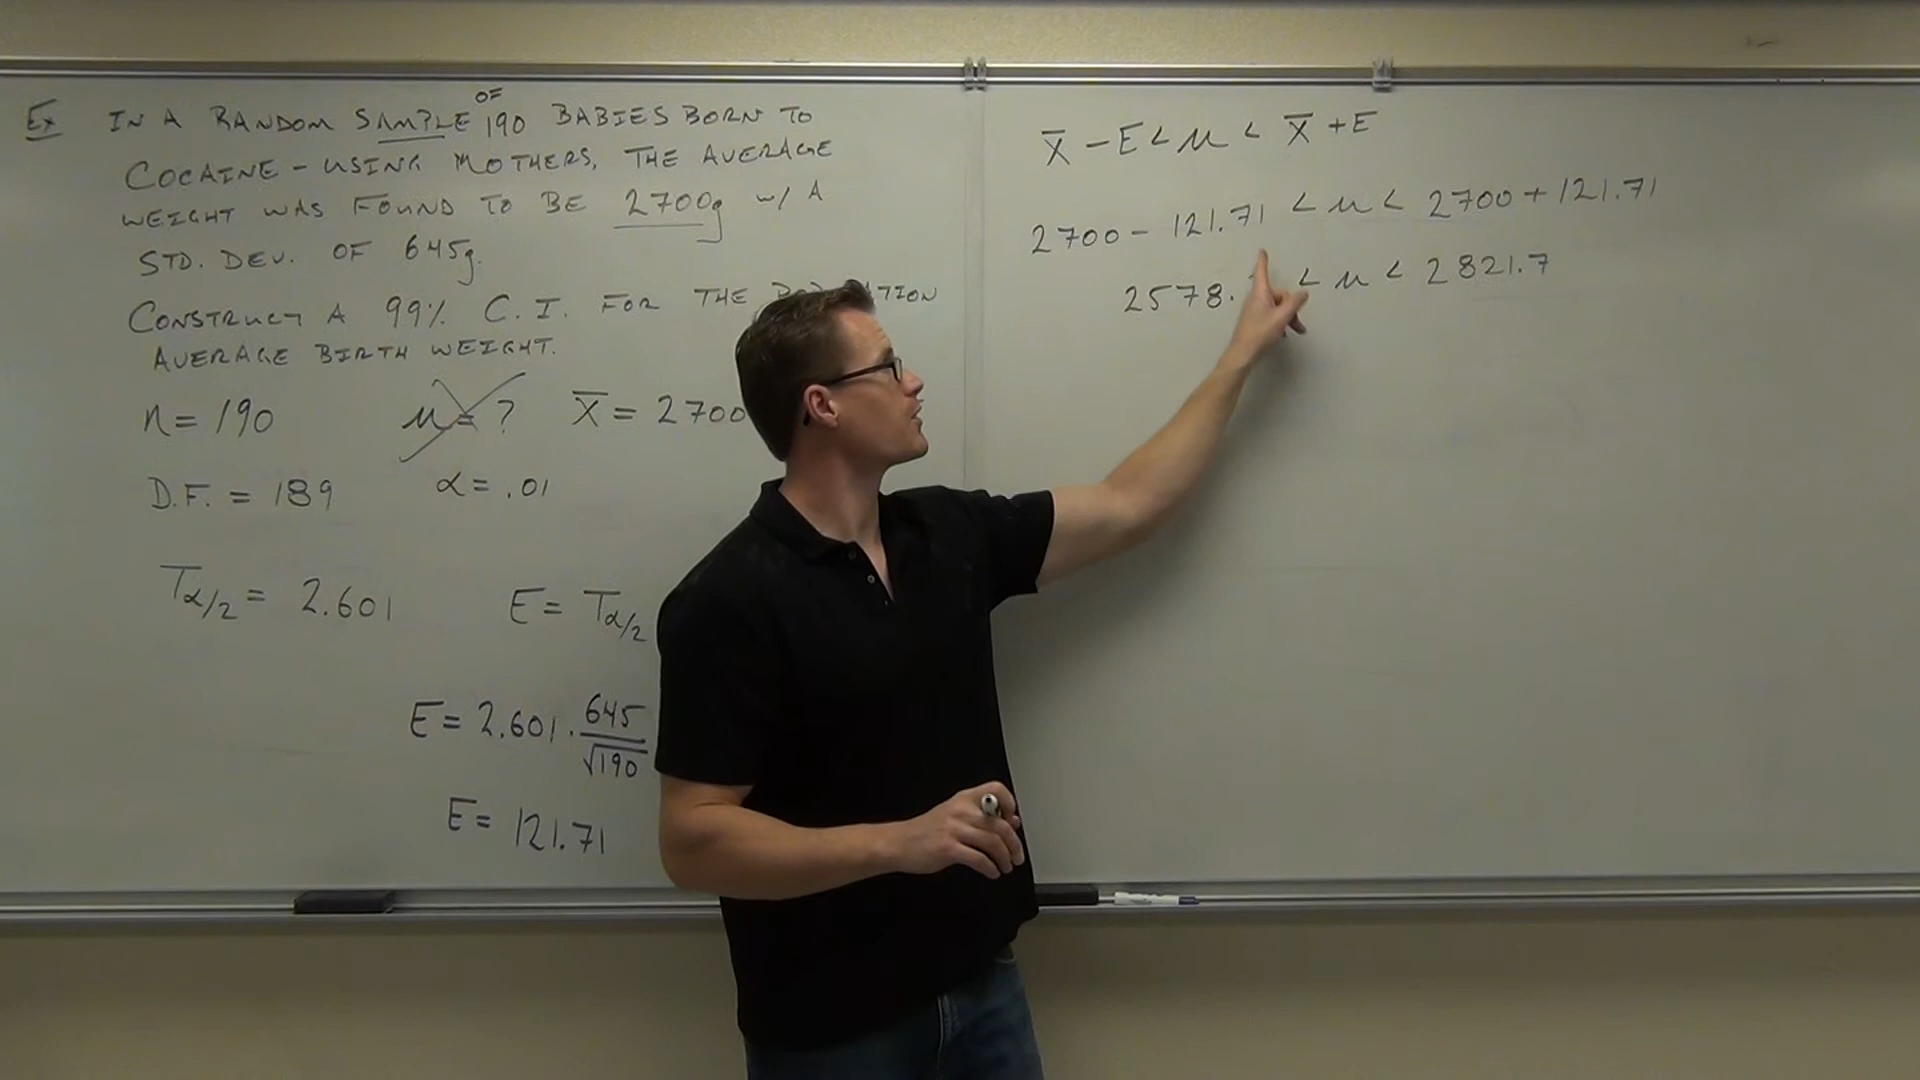 Ex IN A RANDOM SAMPLE OF 190 BABIES BORN TO
COCAINE-USING MOTHERS, THE AVERAGE
WEIGHT WAS FOUND TO BE 2700g w/ A
STD. DEV. OF 645g.
CONSTRUCT A 99% C.I. FOR THE
AVERAGE BIRTH WEIGHT.
n = 190 μ = ? x̄ = 2700
D.F. = 189 α = .01
Tα/2 = 2.601 E = Tα/2
E = 2.601 · 645/√190
E = 121.71
x̄ - E < μ < x̄ + E
2700 - 121.71 < μ < 2700 + 121.71
2578. < μ < 2821.7